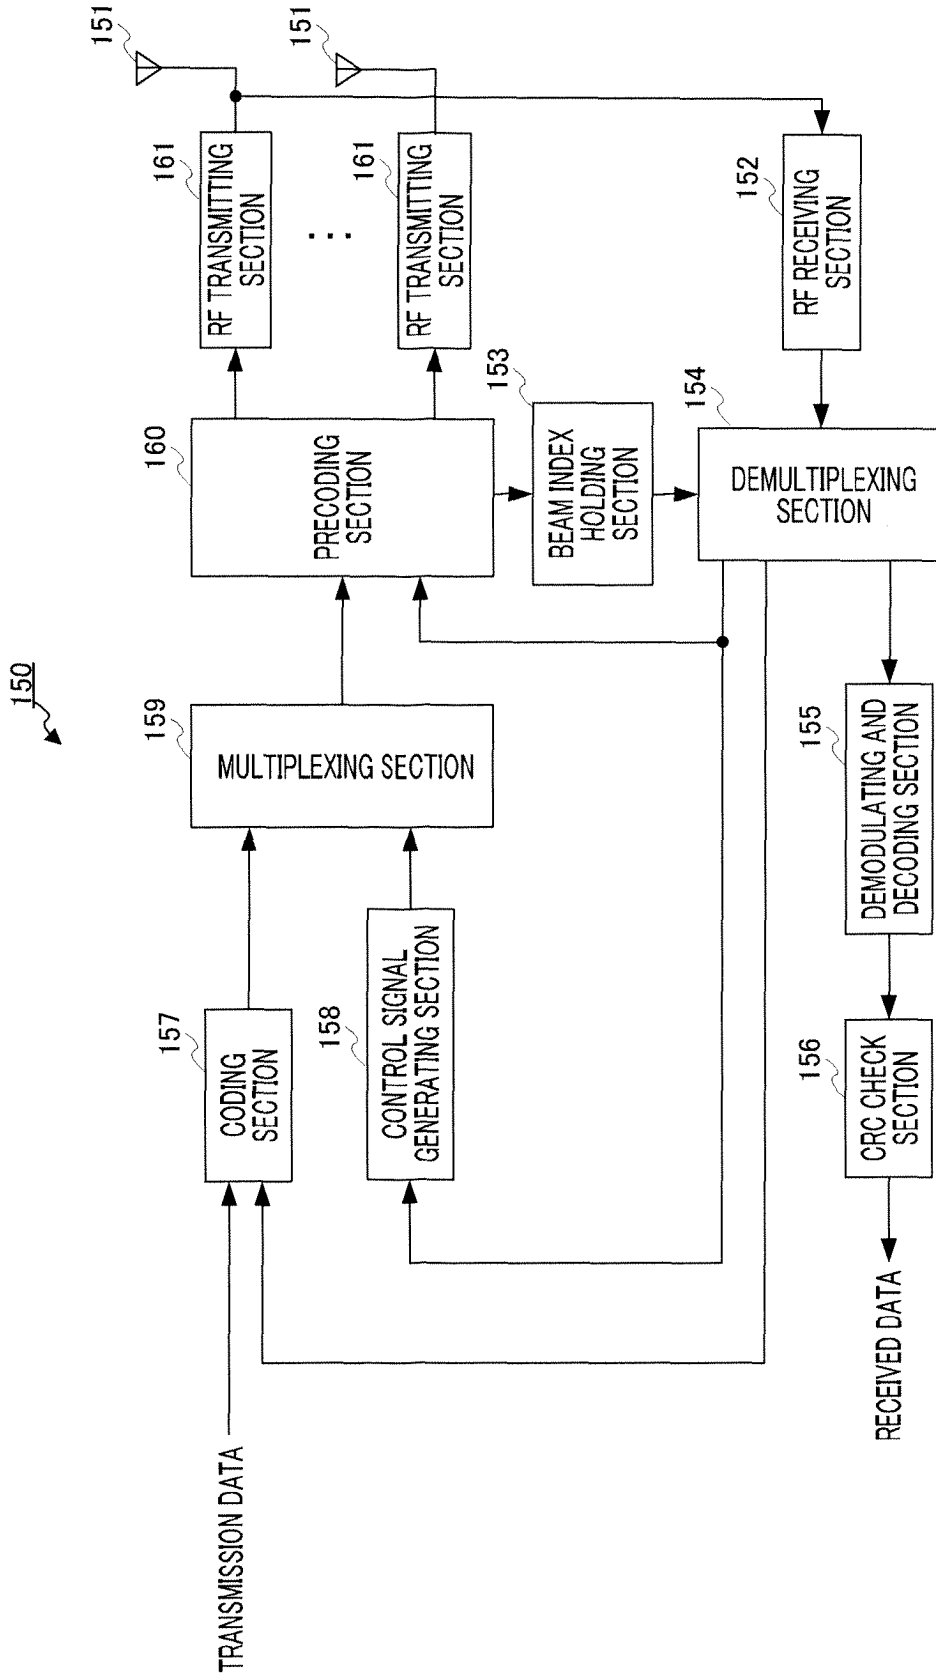 150
TRANSMISSION DATA
157
CODING
SECTION
158
CONTROL SIGNAL
GENERATING SECTION
159
MULTIPLEXING SECTION
160
PRECODING
SECTION
161
RF TRANSMITTING
SECTION
151
...
161
RF TRANSMITTING
SECTION
151
153
BEAM INDEX
HOLDING
SECTION
152
RF RECEIVING
SECTION
154
DEMULTIPLEXING
SECTION
155
DEMODULATING AND
DECODING SECTION
156
CRC CHECK
SECTION
RECEIVED DATA